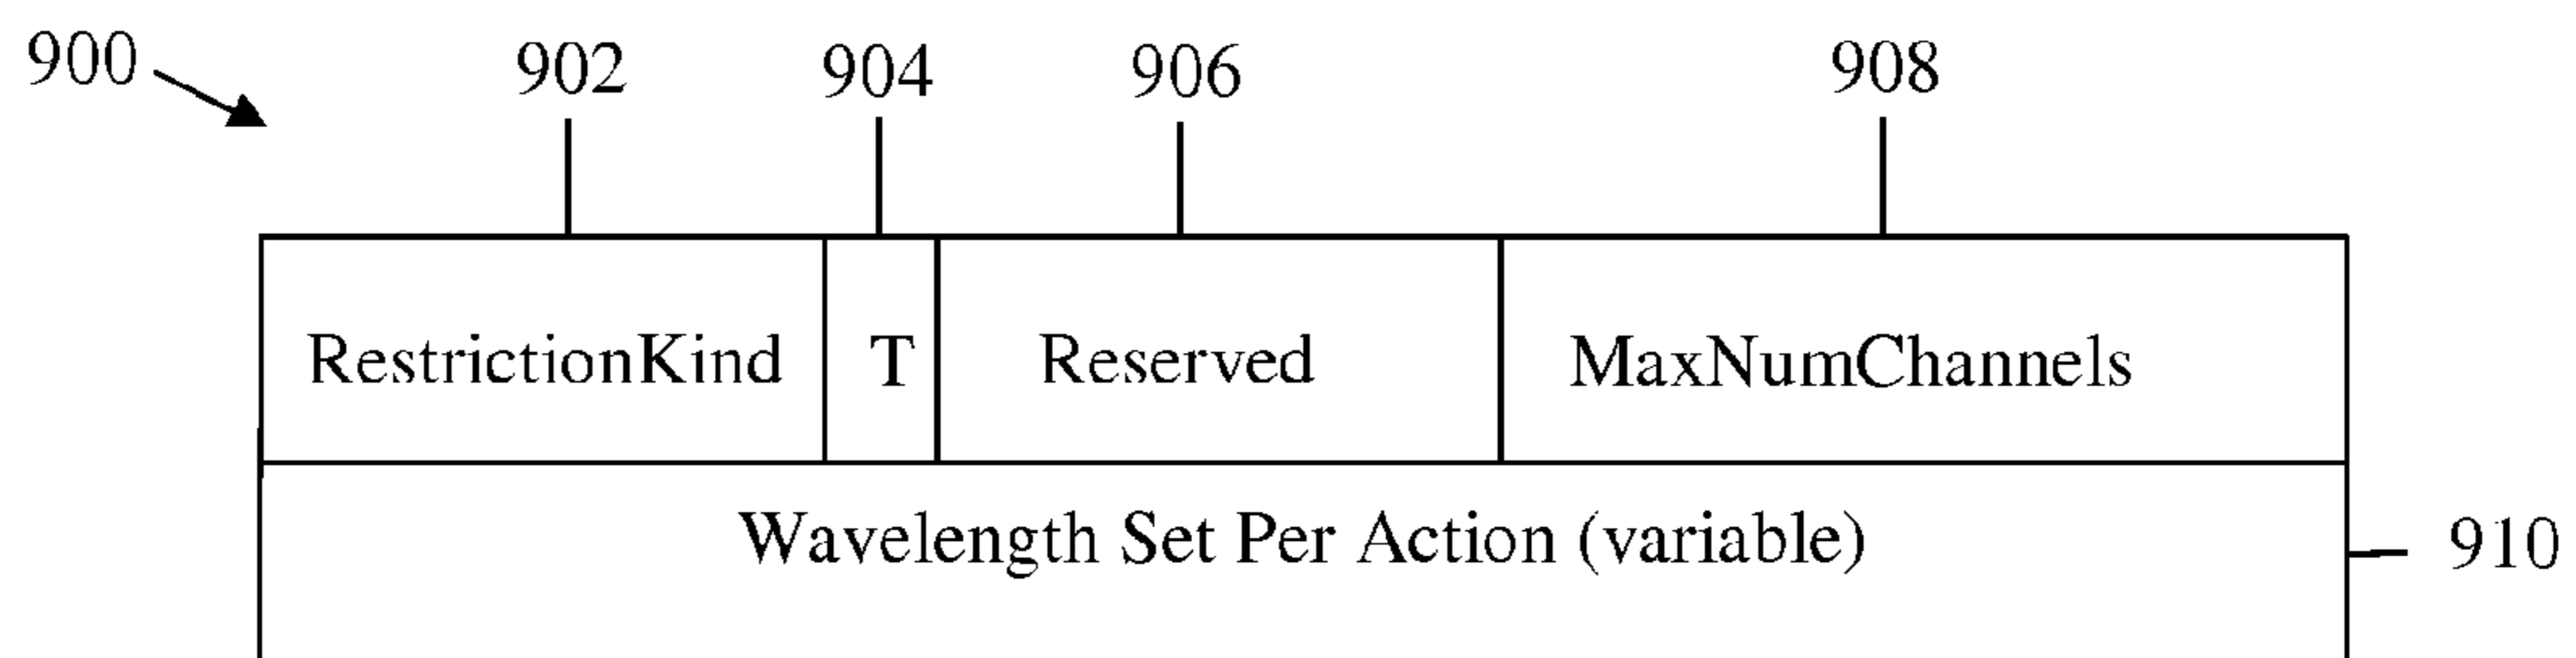 900 902 904 906 908
RestrictionKind T Reserved MaxNumChannels
Wavelength Set Per Action (variable)
910